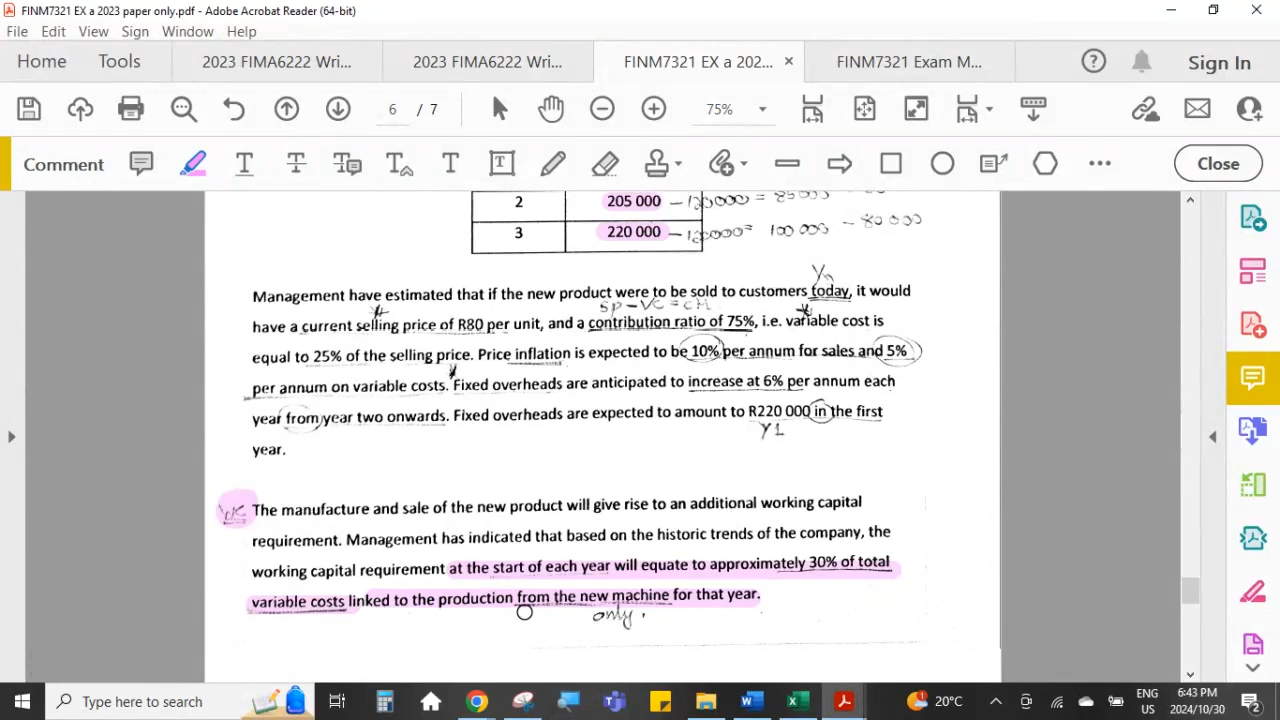 FINM7321 EX a 2023 paper only.pdf - Adobe Acrobat Reader (64-bit)
File Edit View Sign Window Help
Home Tools 2023 FIMA6222 Wri... 2023 FIMA6222 Wri... FINM7321 EX a 202... × FINM7321 Exam M... Sign In
6 / 7 75%
Comment Close
2 205 000 - 120000 = 85 000
3 220 000 - 120000 = 100 000 - 80 000
Yo
Management have estimated that if the new product were to be sold to customers today, it would
SP - VC = CM
have a current selling price of R80 per unit, and a contribution ratio of 75%, i.e. variable cost is
equal to 25% of the selling price. Price inflation is expected to be 10% per annum for sales and 5%
per annum on variable costs. Fixed overheads are anticipated to increase at 6% per annum each
year from year two onwards. Fixed overheads are expected to amount to R220 000 in the first
Y1
year.
WC The manufacture and sale of the new product will give rise to an additional working capital
requirement. Management has indicated that based on the historic trends of the company, the
working capital requirement at the start of each year will equate to approximately 30% of total
variable costs linked to the production from the new machine for that year.
only.
Type here to search
20°C
ENG
US
6:43 PM
2024/10/30
2